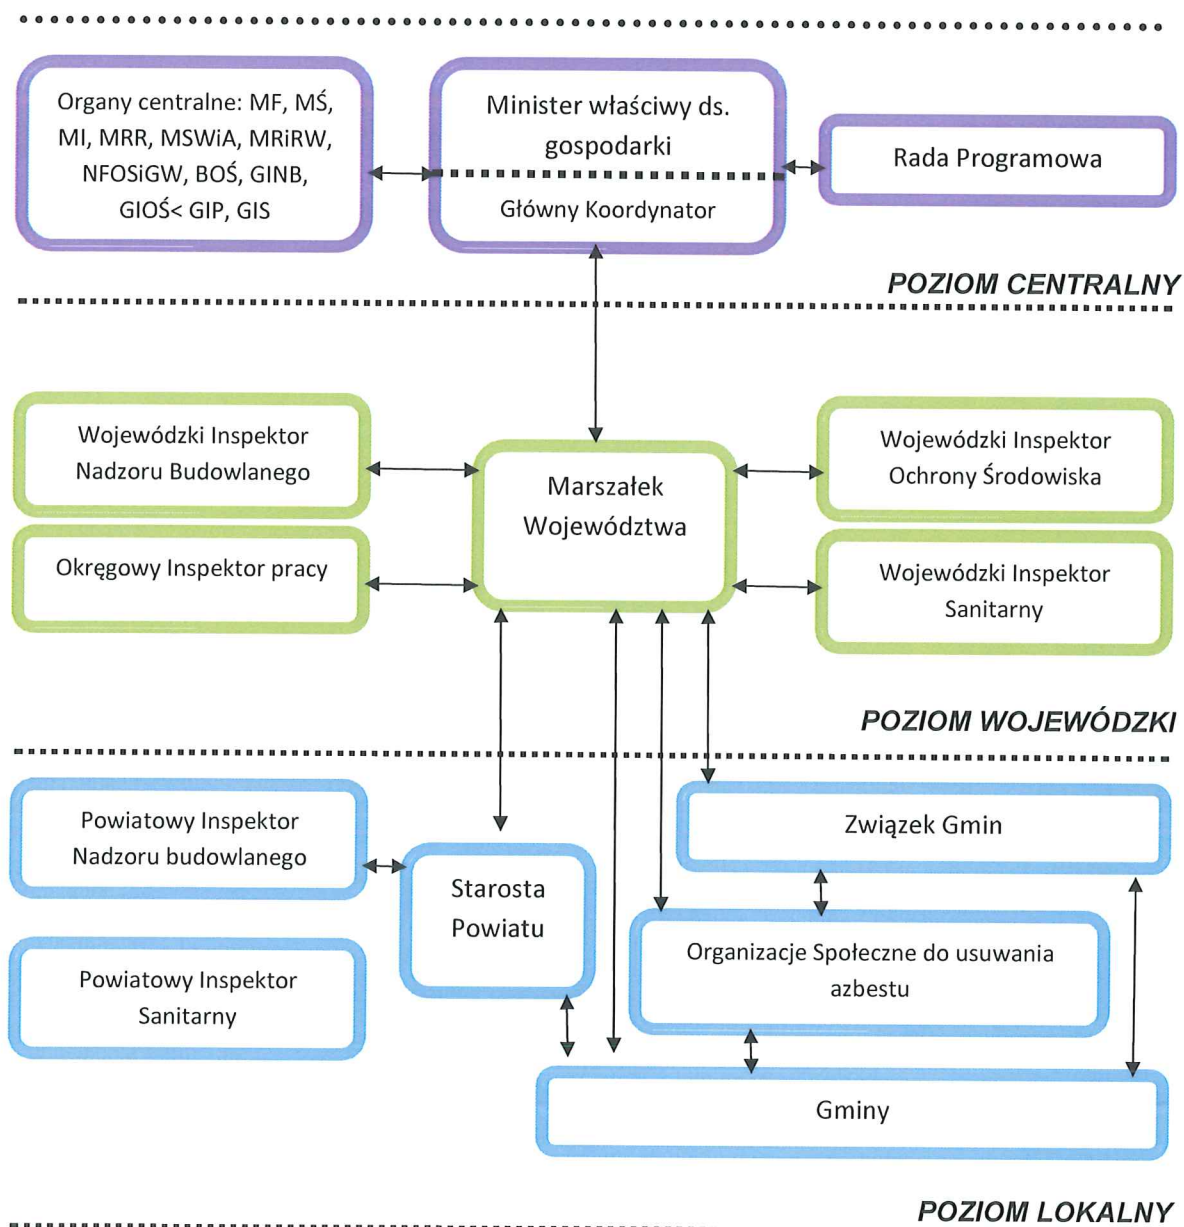 Organy centralne: MF, MŚ,
MI, MRR, MSWiA, MRiRW,
NFOSiGW, BOŚ, GINB,
GIOŚ< GIP, GIS
Minister właściwy ds.
gospodarki
Główny Koordynator
Rada Programowa
POZIOM CENTRALNY
Wojewódzki Inspektor
Nadzoru Budowlanego
Okręgowy Inspektor pracy
Marszałek
Województwa
Wojewódzki Inspektor
Ochrony Środowiska
Wojewódzki Inspektor
Sanitarny
POZIOM WOJEWÓDZKI
Powiatowy Inspektor
Nadzoru budowlanego
Powiatowy Inspektor
Sanitarny
Starosta
Powiatu
Związek Gmin
Organizacje Społeczne do usuwania
azbestu
Gminy
POZIOM LOKALNY